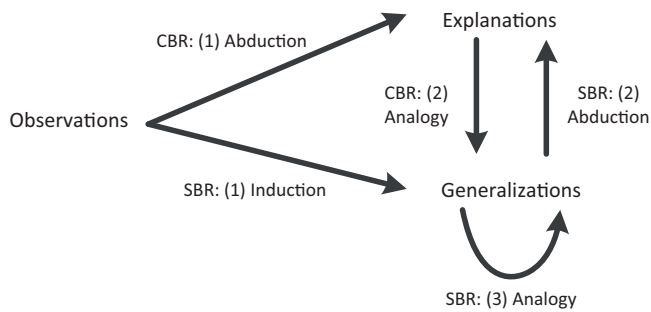 Explanations
CBR: (1) Abduction
CBR: (2)
Analogy
SBR: (2)
Abduction
Observations
SBR: (1) Induction
Generalizations
SBR: (3) Analogy